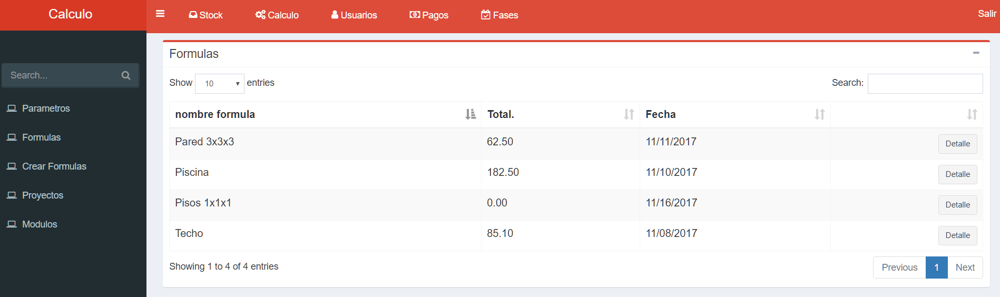 Calculo
Stock Calculo Usuarios Pagos Fases Salir
Search...
Parametros
Formulas
Crear Formulas
Proyectos
Modulos
Formulas
Show 10 entries Search:
nombre formula Total. Fecha
Pared 3x3x3 62.50 11/11/2017 Detalle
Piscina 182.50 11/10/2017 Detalle
Pisos 1x1x1 0.00 11/16/2017 Detalle
Techo 85.10 11/08/2017 Detalle
Showing 1 to 4 of 4 entries Previous 1 Next